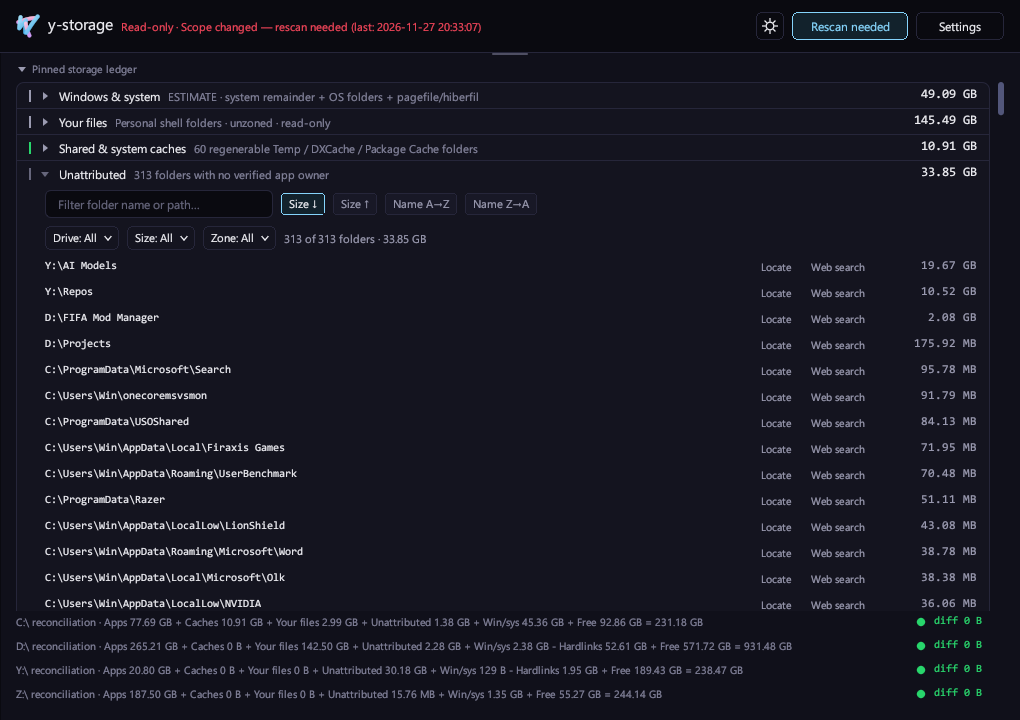 y-storage Read-only · Scope changed — rescan needed (last: 2026-11-27 20:33:07) Rescan needed Settings
Pinned storage ledger
Windows & system ESTIMATE · system remainder + OS folders + pagefile/hiberfil 49.09 GB
Your files Personal shell folders · unzoned · read-only 145.49 GB
Shared & system caches 60 regenerable Temp / DXCache / Package Cache folders 10.91 GB
Unattributed 313 folders with no verified app owner 33.85 GB
Filter folder name or path... Size ↓ Size ↑ Name A→Z Name Z→A
Drive: All Size: All Zone: All 313 of 313 folders · 33.85 GB
Y:\AI Models Locate Web search 19.67 GB
Y:\Repos Locate Web search 10.52 GB
D:\FIFA Mod Manager Locate Web search 2.08 GB
D:\Projects Locate Web search 175.92 MB
C:\ProgramData\Microsoft\Search Locate Web search 95.78 MB
C:\Users\Win\onecoremsvsmon Locate Web search 91.79 MB
C:\ProgramData\USOShared Locate Web search 84.13 MB
C:\Users\Win\AppData\Local\Firaxis Games Locate Web search 71.95 MB
C:\Users\Win\AppData\Roaming\UserBenchmark Locate Web search 70.48 MB
C:\ProgramData\Razer Locate Web search 51.11 MB
C:\Users\Win\AppData\LocalLow\LionShield Locate Web search 43.08 MB
C:\Users\Win\AppData\Roaming\Microsoft\Word Locate Web search 38.78 MB
C:\Users\Win\AppData\Local\Microsoft\Olk Locate Web search 38.38 MB
C:\Users\Win\AppData\LocalLow\NVIDIA Locate Web search 36.06 MB
C:\ reconciliation · Apps 77.69 GB + Caches 10.91 GB + Your files 2.99 GB + Unattributed 1.38 GB + Win/sys 45.36 GB + Free 92.86 GB = 231.18 GB diff 0 B
D:\ reconciliation · Apps 265.21 GB + Caches 0 B + Your files 142.50 GB + Unattributed 2.28 GB + Win/sys 2.38 GB - Hardlinks 52.61 GB + Free 571.72 GB = 931.48 GB diff 0 B
Y:\ reconciliation · Apps 20.80 GB + Caches 0 B + Your files 0 B + Unattributed 30.18 GB + Win/sys 129 B - Hardlinks 1.95 GB + Free 189.43 GB = 238.47 GB diff 0 B
Z:\ reconciliation · Apps 187.50 GB + Caches 0 B + Your files 0 B + Unattributed 15.76 MB + Win/sys 1.35 GB + Free 55.27 GB = 244.14 GB diff 0 B